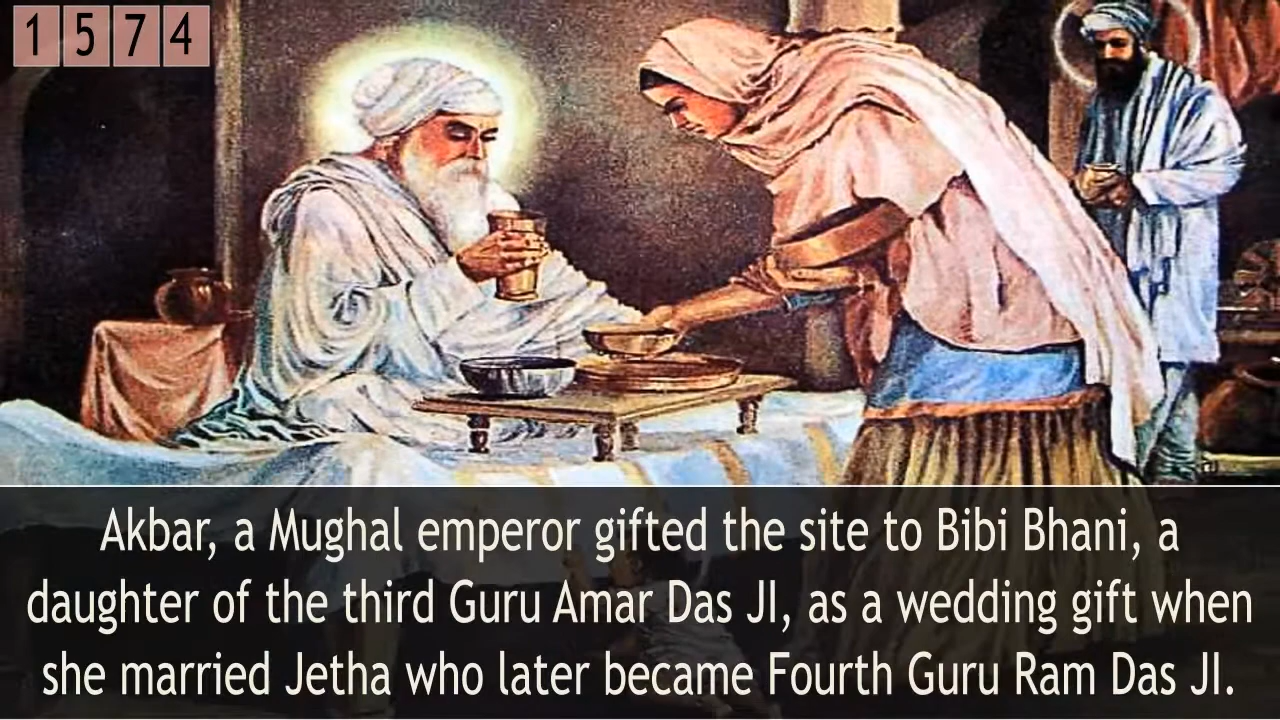 1574
Akbar, a Mughal emperor gifted the site to Bibi Bhani, a
daughter of the third Guru Amar Das JI, as a wedding gift when
she married Jetha who later became Fourth Guru Ram Das JI.